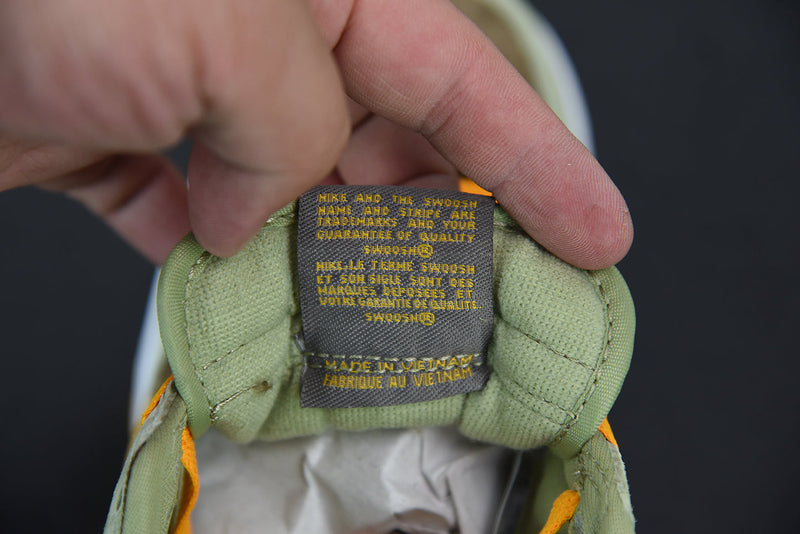 NIKE AND THE SWOOSH
NAME AND STRIPE ARE
TRADEMARKS AND YOUR
GUARANTEE OF QUALITY
SWOOSH®
NIKE,LE TERME SWOOSH
ET SON SIGLE SONT DES
MARQUES DEPOSEES ET
VOTRE GARANTIE DE QUALITE
SWOOSH®
MADE IN VIETNAM
FABRIQUE AU VIETNAM